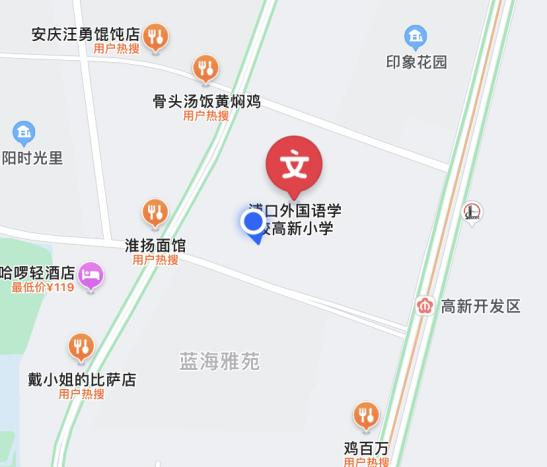 安庆汪勇馄饨店
用户热搜
印象花园
骨头汤饭黄焖鸡
用户热搜
阳时光里
文
浦口外国语学
校高新小学
淮扬面馆
用户热搜
哈啰轻酒店
最低价¥119
高新开发区
蓝海雅苑
戴小姐的比萨店
用户热搜
鸡百万
用户热搜